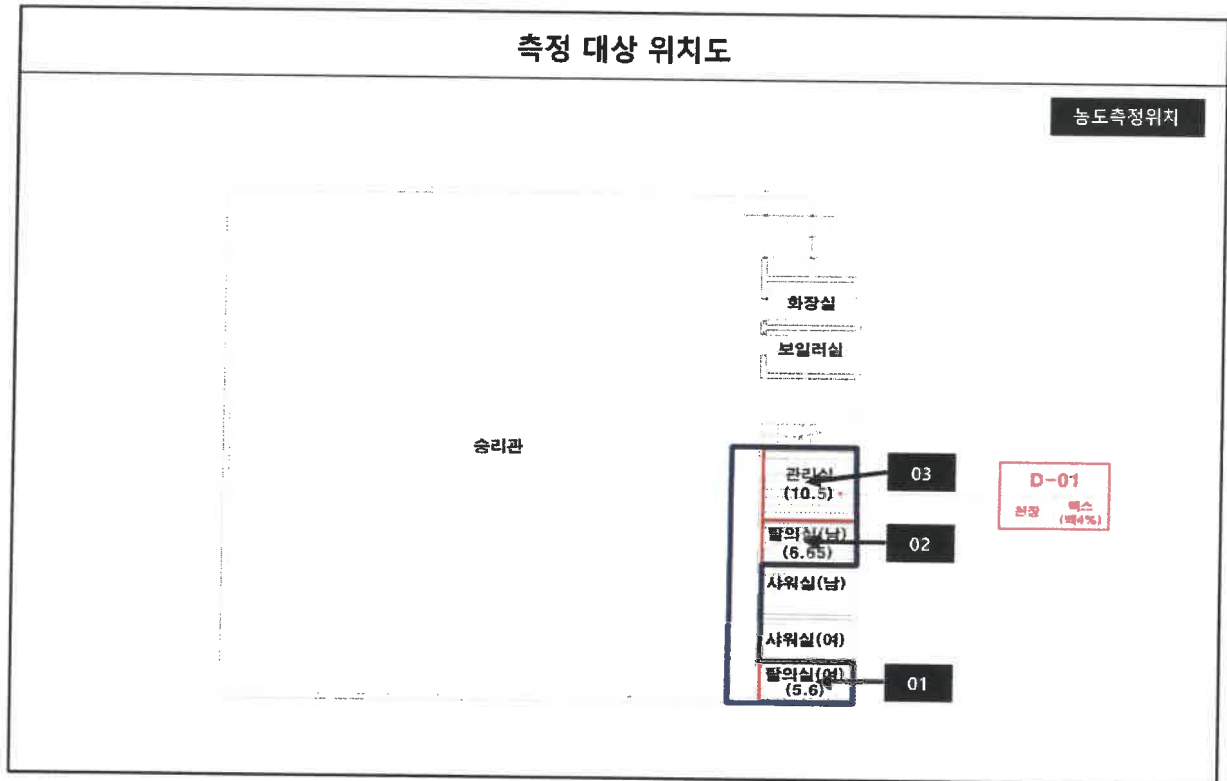 측정 대상 위치도
농도측정위치
화장실
보일러실
승리관
관리실
(10.5)
03
D-01
천장 텍스
(백4%)
탈의실(남)
(6.65)
02
샤워실(남)
샤워실(여)
탈의실(여)
(5.6)
01